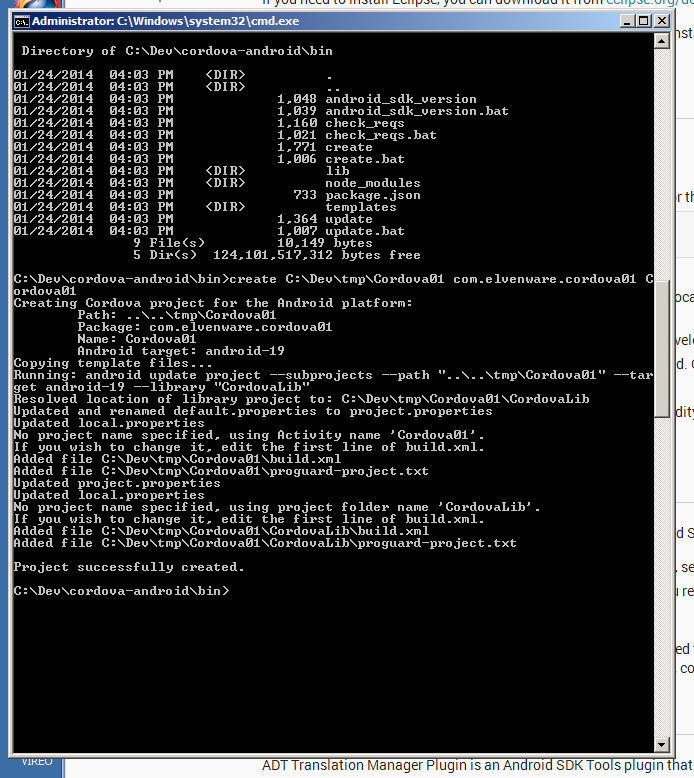 If you need to install Eclipse, you can download it from eclipse.org/do
Administrator: C:\Windows\system32\cmd.exe
Directory of C:\Dev\cordova-android\bin
01/24/2014  04:03 PM    <DIR>          .
01/24/2014  04:03 PM    <DIR>          ..
01/24/2014  04:03 PM             1,048 android_sdk_version
01/24/2014  04:03 PM             1,039 android_sdk_version.bat
01/24/2014  04:03 PM             1,160 check_reqs
01/24/2014  04:03 PM             1,021 check_reqs.bat
01/24/2014  04:03 PM             1,771 create
01/24/2014  04:03 PM             1,006 create.bat
01/24/2014  04:03 PM    <DIR>          lib
01/24/2014  04:03 PM    <DIR>          node_modules
01/24/2014  04:03 PM               733 package.json
01/24/2014  04:03 PM    <DIR>          templates
01/24/2014  04:03 PM             1,364 update
01/24/2014  04:03 PM             1,007 update.bat
9 File(s)         10,149 bytes
5 Dir(s)  124,101,517,312 bytes free
C:\Dev\cordova-android\bin>create C:\Dev\tmp\Cordova01 com.elvenware.cordova01 C
ordova01
Creating Cordova project for the Android platform:
Path: ..\..\tmp\Cordova01
Package: com.elvenware.cordova01
Name: Cordova01
Android target: android-19
Copying template files...
Running: android update project --subprojects --path "..\..\tmp\Cordova01" --tar
get android-19 --library "CordovaLib"
Resolved location of library project to: C:\Dev\tmp\Cordova01\CordovaLib
Updated and renamed default.properties to project.properties
Updated local.properties
No project name specified, using Activity name 'Cordova01'.
If you wish to change it, edit the first line of build.xml.
Added file C:\Dev\tmp\Cordova01\build.xml
Added file C:\Dev\tmp\Cordova01\proguard-project.txt
Updated project.properties
Updated local.properties
No project name specified, using project folder name 'CordovaLib'.
If you wish to change it, edit the first line of build.xml.
Added file C:\Dev\tmp\Cordova01\CordovaLib\build.xml
Added file C:\Dev\tmp\Cordova01\CordovaLib\proguard-project.txt
Project successfully created.
C:\Dev\cordova-android\bin>
VIREO
ADT Translation Manager Plugin is an Android SDK Tools plugin that